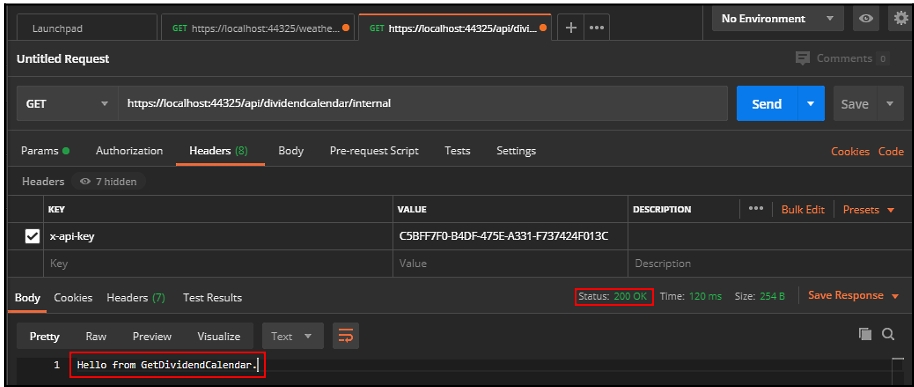 Launchpad GET https://localhost:44325/weathe... GET https://localhost:44325/api/divi... No Environment
Untitled Request Comments 0
GET https://localhost:44325/api/dividendcalendar/internal Send Save
Params Authorization Headers (8) Body Pre-request Script Tests Settings Cookies Code
Headers 7 hidden
KEY VALUE DESCRIPTION ••• Bulk Edit Presets
x-api-key C5BFF7F0-B4DF-475E-A331-F737424F013C
Key Value Description
Body Cookies Headers (7) Test Results Status: 200 OK Time: 120 ms Size: 254 B Save Response
Pretty Raw Preview Visualize Text
1 Hello from GetDividendCalendar.